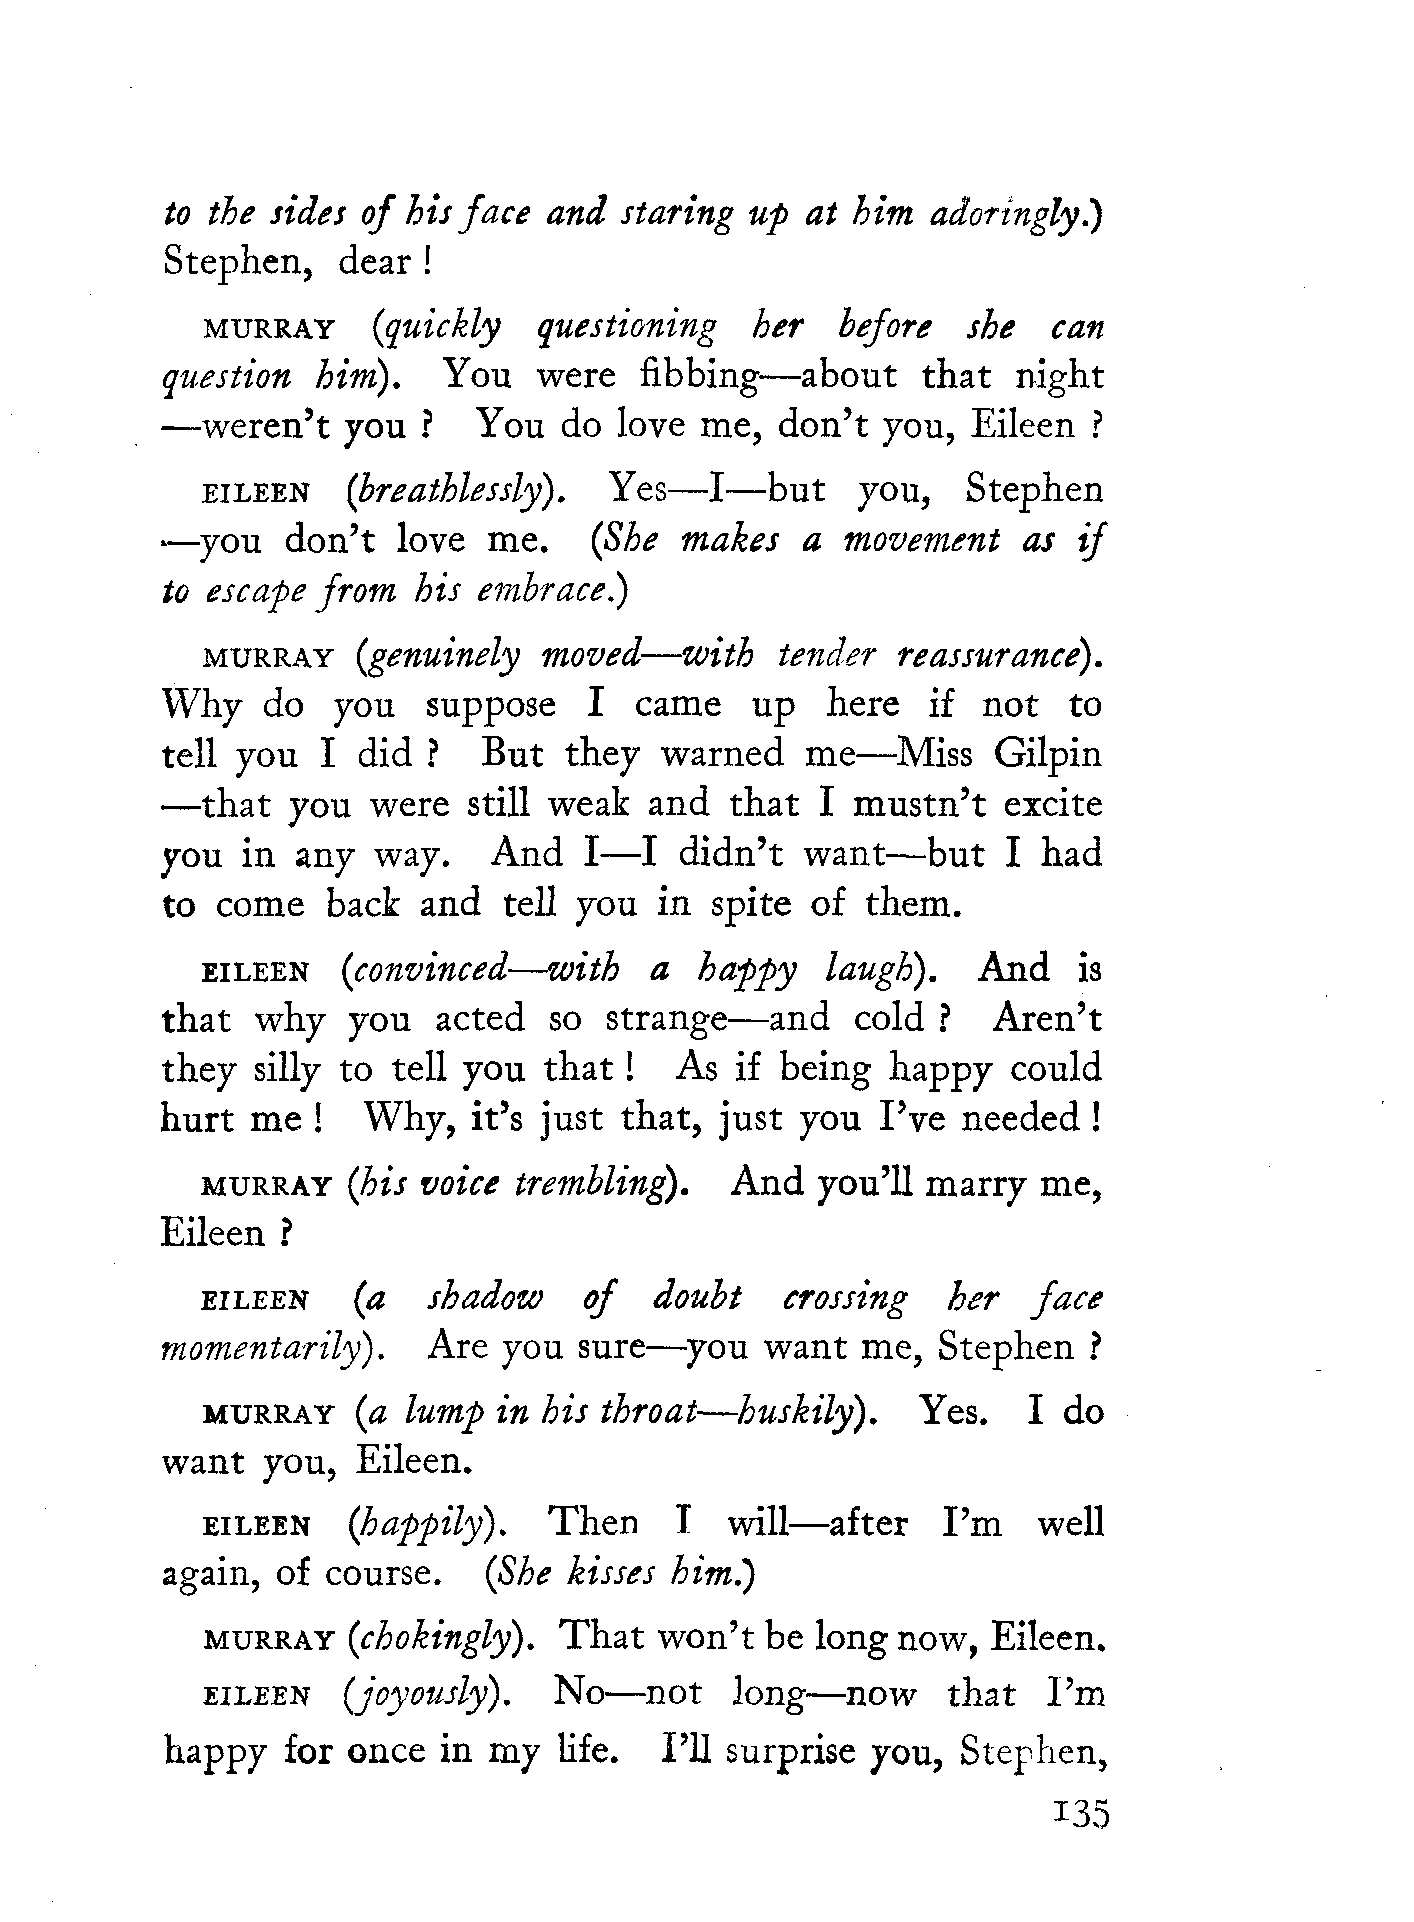 to the sides of his face and staring up at him adoringly.)
Stephen, dear !
MURRAY (quickly questioning her before she can
question him). You were fibbing—about that night
—weren't you ? You do love me, don't you, Eileen ?
EILEEN (breathlessly). Yes—I—but you, Stephen
—you don't love me. (She makes a movement as if
to escape from his embrace.)
MURRAY (genuinely moved—with tender reassurance).
Why do you suppose I came up here if not to
tell you I did ? But they warned me—Miss Gilpin
—that you were still weak and that I mustn't excite
you in any way. And I—I didn't want—but I had
to come back and tell you in spite of them.
EILEEN (convinced—with a happy laugh). And is
that why you acted so strange—and cold ? Aren't
they silly to tell you that ! As if being happy could
hurt me ! Why, it's just that, just you I've needed !
MURRAY (his voice trembling). And you'll marry me,
Eileen ?
EILEEN (a shadow of doubt crossing her face
momentarily). Are you sure—you want me, Stephen ?
MURRAY (a lump in his throat—huskily). Yes. I do
want you, Eileen.
EILEEN (happily). Then I will—after I'm well
again, of course. (She kisses him.)
MURRAY (chokingly). That won't be long now, Eileen.
EILEEN (joyously). No—not long—now that I'm
happy for once in my life. I'll surprise you, Stephen,
135